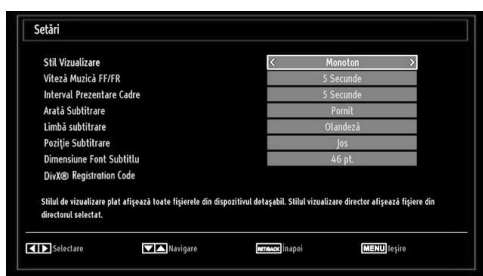 Setări
Stil Vizualizare < Monoton >
Viteză Muzică FF/FR 5 Secunde
Interval Prezentare Cadre 5 Secunde
Arată Subtitrare Pornit
Limbă subtitrare Olandeză
Poziţie Subtitrare Jos
Dimensiune Font Subtitlu 46 pt.
DivX® Registration Code
Stilul de vizualizare plat afişează toate fişierele din dispozitivul detaşabil. Stilul vizualizare director afişează fişiere din
directorul selectat.
Selectare Navigare Înapoi MENU Ieşire